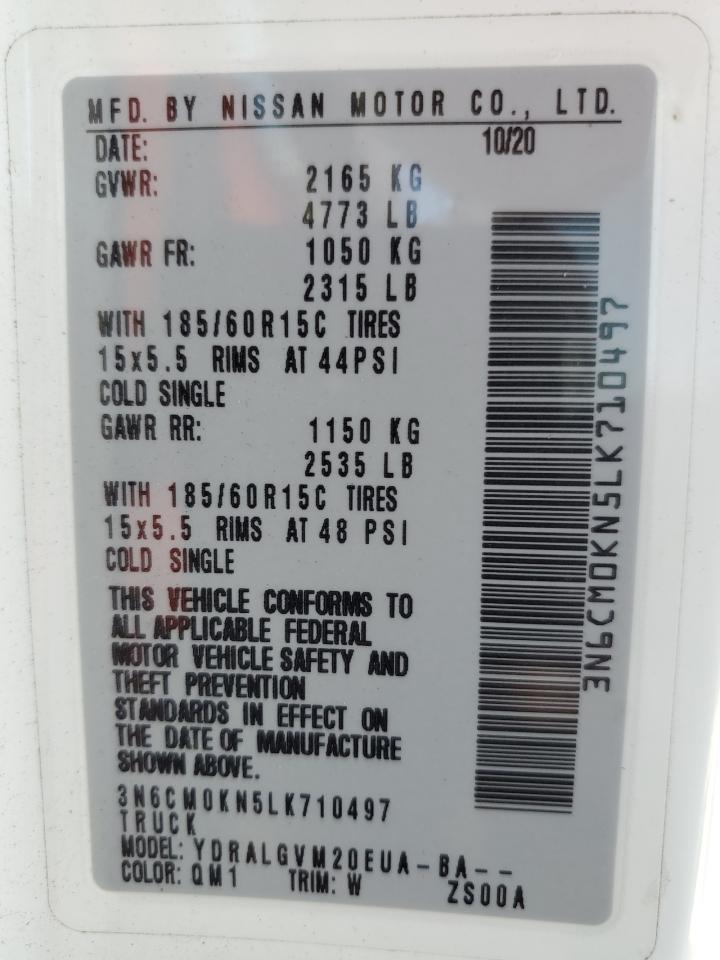 MFD. BY NISSAN MOTOR CO., LTD.
DATE: 10/20
GVWR: 2165 KG
4773 LB
GAWR FR: 1050 KG
2315 LB
WITH 185/60R15C TIRES
15x5.5 RIMS AT 44PSI
COLD SINGLE
GAWR RR: 1150 KG
2535 LB
WITH 185/60R15C TIRES
15x5.5 RIMS AT 48 PSI
COLD SINGLE
THIS VEHICLE CONFORMS TO
ALL APPLICABLE FEDERAL
MOTOR VEHICLE SAFETY AND
THEFT PREVENTION
STANDARDS IN EFFECT ON
THE DATE OF MANUFACTURE
SHOWN ABOVE.
3N6CM0KN5LK710497
TRUCK
MODEL: YDRALGVM20EUA-BA--
COLOR: QM1 TRIM: W ZS00A
3N6CM0KN5LK710497